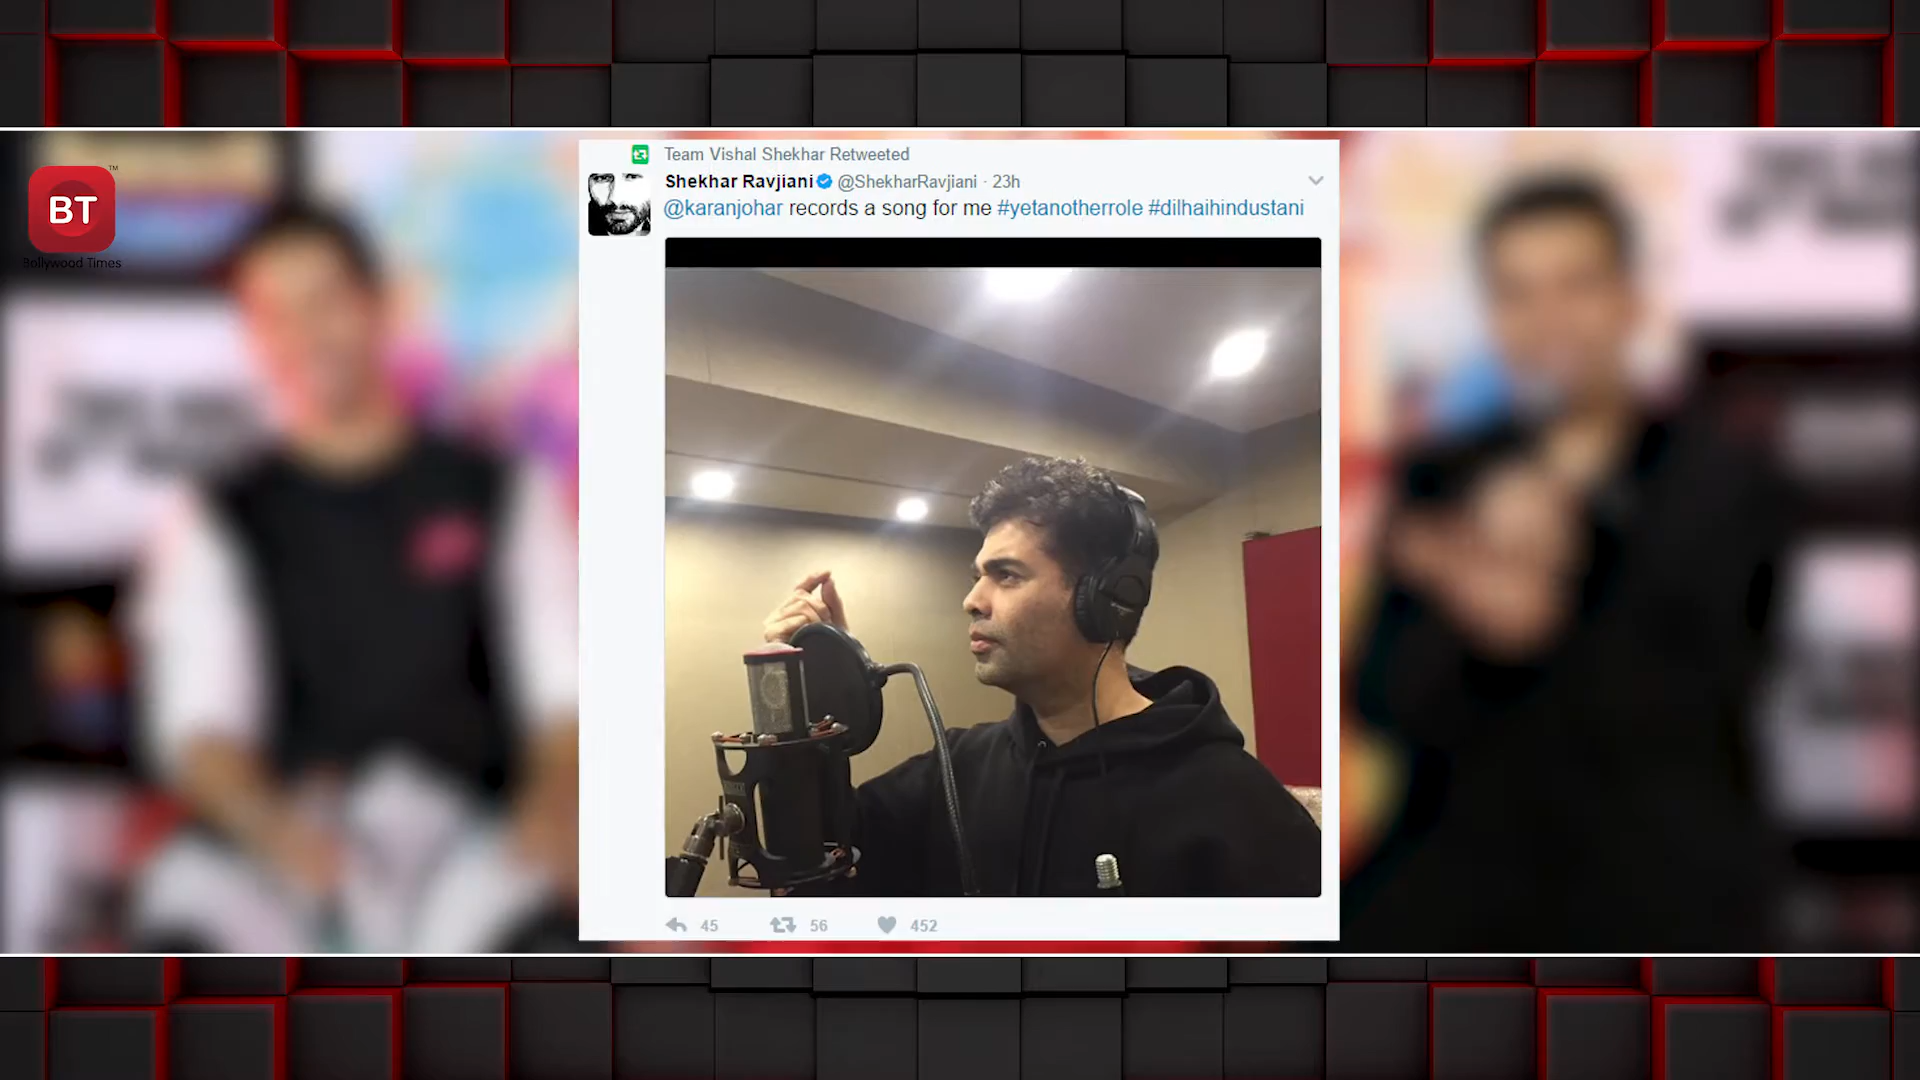 Team Vishal Shekhar Retweeted
Shekhar Ravjiani @ShekharRavjiani · 23h
@karanjohar records a song for me #yetanotherrole #dilhaihindustani
BT
TM
Bollywood Times
45 56 452